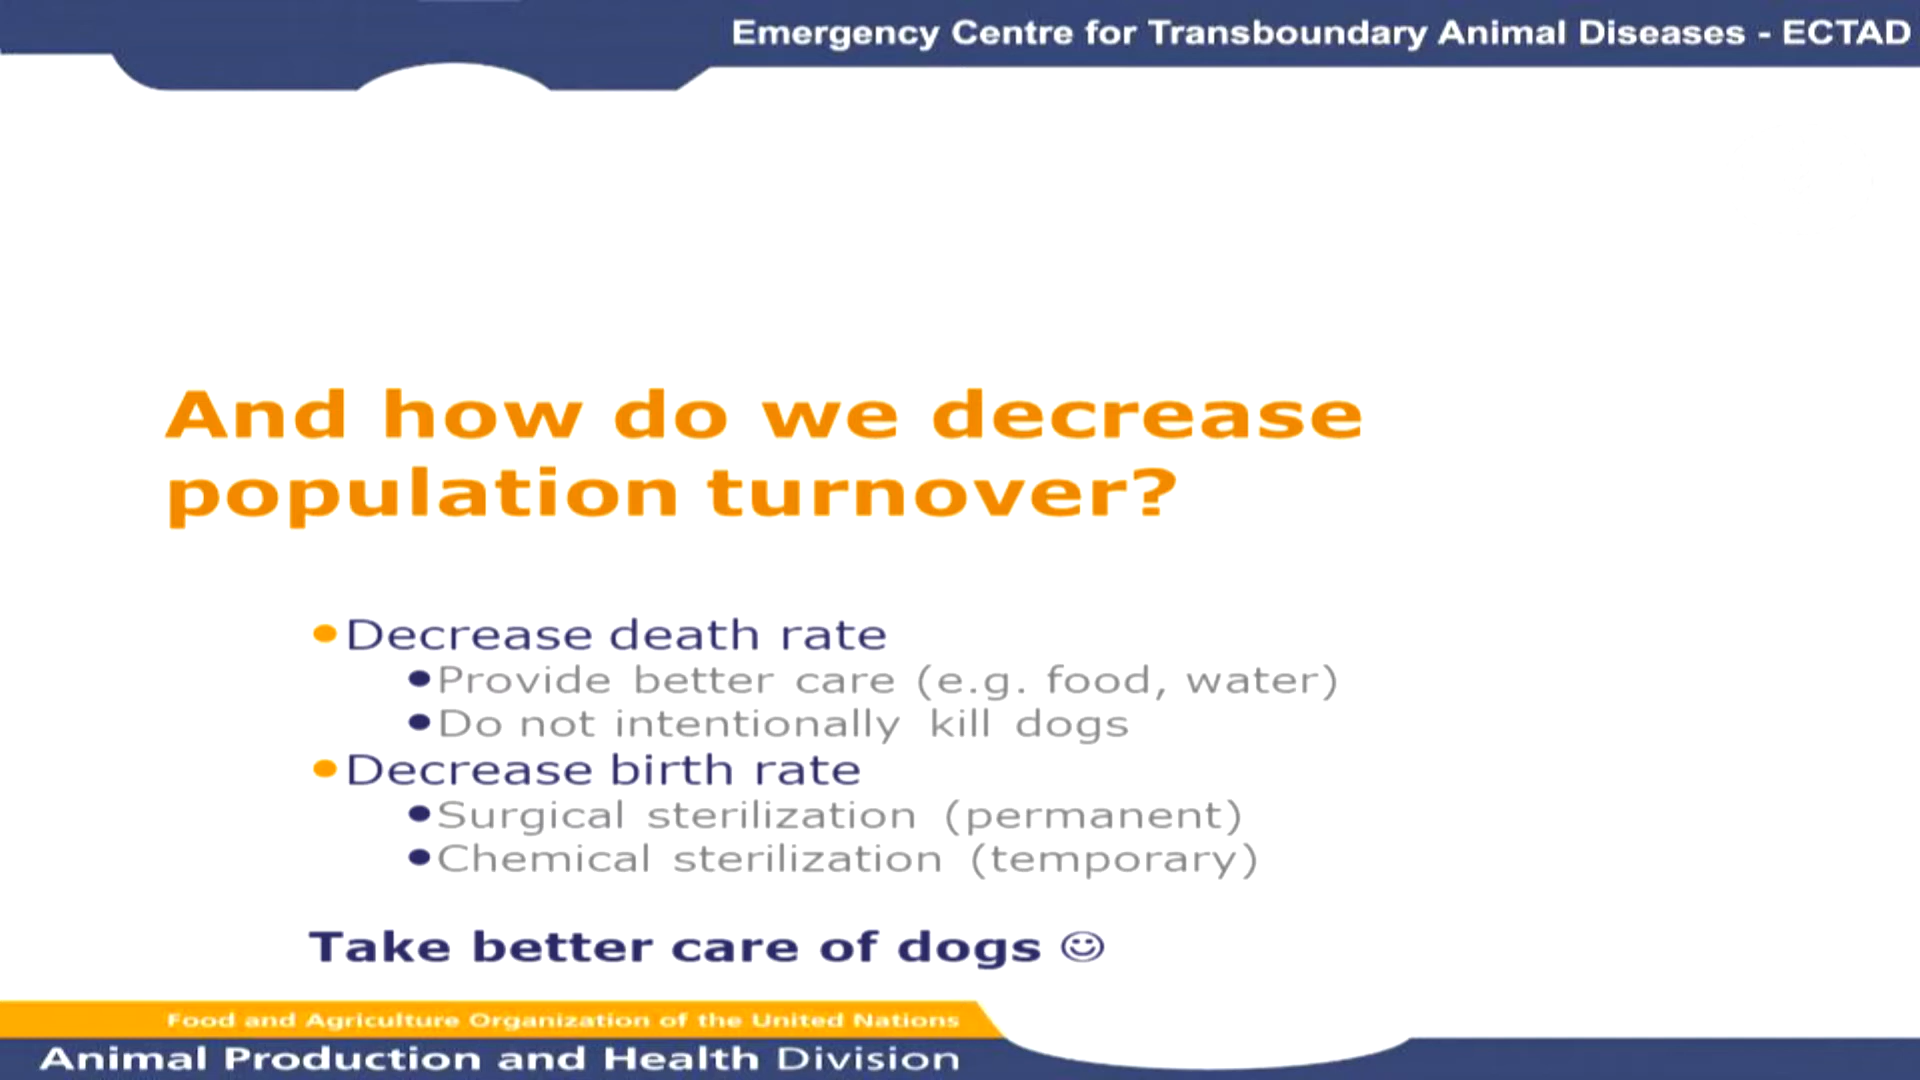 Emergency Centre for Transboundary Animal Diseases - ECTAD
And how do we decrease
population turnover?
•Decrease death rate
•Provide better care (e.g. food, water)
•Do not intentionally kill dogs
•Decrease birth rate
•Surgical sterilization (permanent)
•Chemical sterilization (temporary)
Take better care of dogs ☺
Food and Agriculture Organization of the United Nations
Animal Production and Health Division